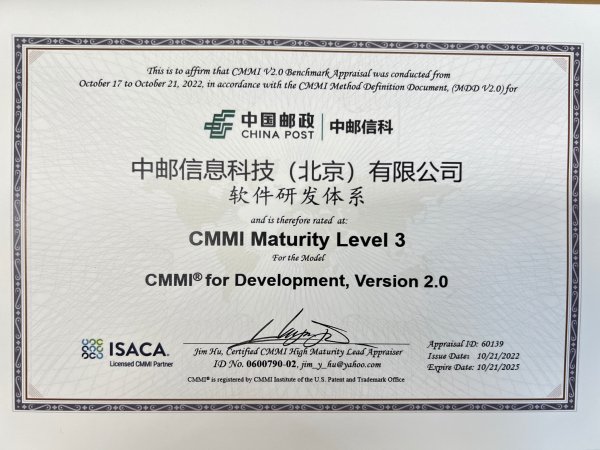 This is to affirm that CMMI V2.0 Benchmark Appraisal was conducted from
October 17 to October 21, 2022, in accordance with the CMMI Method Definition Document, (MDD V2.0) for
中国邮政
CHINA POST
中邮信科
中邮信息科技（北京）有限公司
软件研发体系
and is therefore rated at:
CMMI Maturity Level 3
For the Model
CMMI® for Development, Version 2.0
ISACA.
Licensed CMMI Partner
Jim Hu, Certified CMMI High Maturity Lead Appraiser
ID No. 0600790-02, jim_y_hu@yahoo.com
CMMI® is registered by CMMI Institute of the U.S. Patent and Trademark Office
Appraisal ID: 60139
Issue Date: 10/21/2022
Expire Date: 10/21/2025